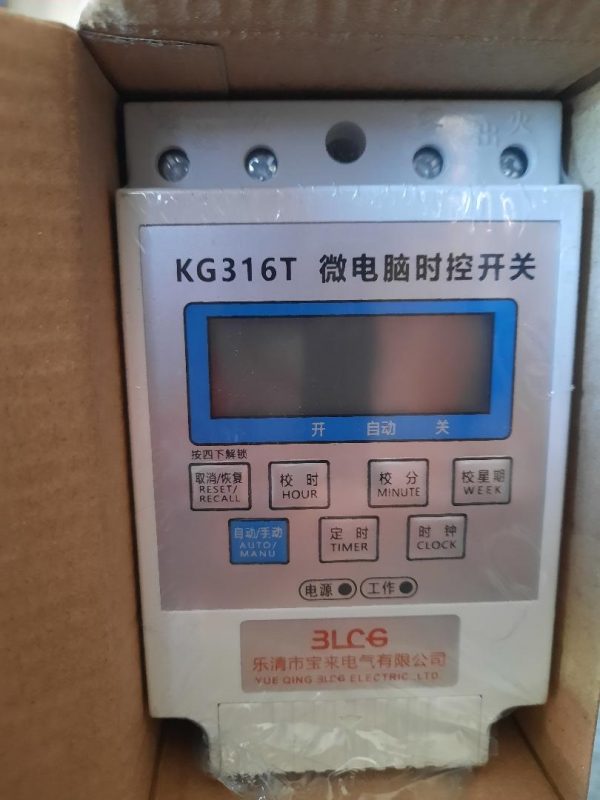 出 火
KG316T 微电脑时控开关
开 自动 关
按四下解锁
取消/恢复
RESET/
RECALL
校 时
HOUR
校 分
MINUTE
校星期
WEEK
自动/手动
AUTO/
MANU
定 时
TIMER
时 钟
CLOCK
电源 工作
BLCG
乐清市宝来电气有限公司
YUE QING BLCG ELECTRIC.,LTD.